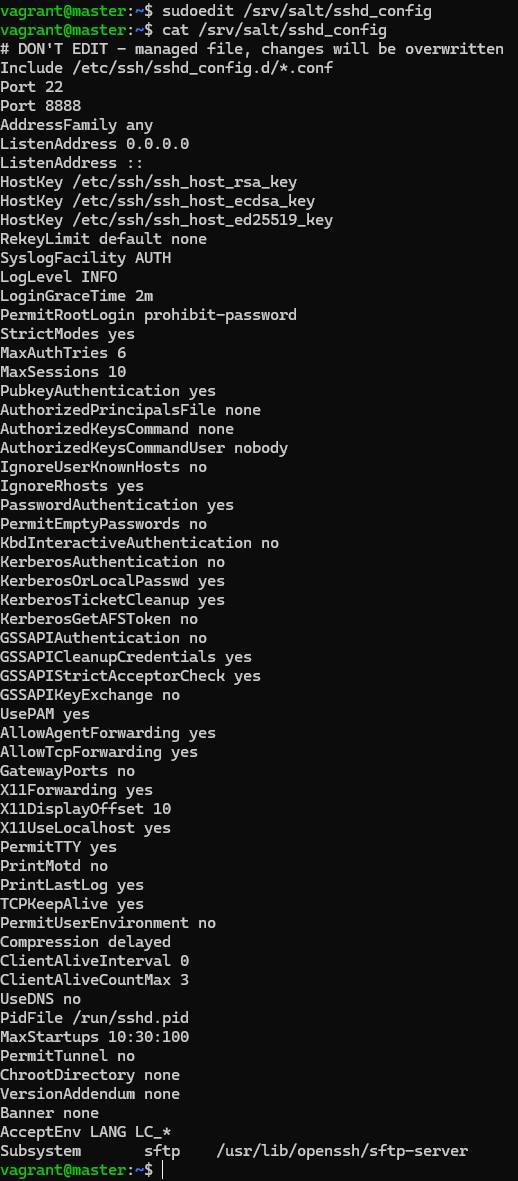 vagrant@master:~$ sudoedit /srv/salt/sshd_config
vagrant@master:~$ cat /srv/salt/sshd_config
# DON'T EDIT - managed file, changes will be overwritten
Include /etc/ssh/sshd_config.d/*.conf
Port 22
Port 8888
AddressFamily any
ListenAddress 0.0.0.0
ListenAddress ::
HostKey /etc/ssh/ssh_host_rsa_key
HostKey /etc/ssh/ssh_host_ecdsa_key
HostKey /etc/ssh/ssh_host_ed25519_key
RekeyLimit default none
SyslogFacility AUTH
LogLevel INFO
LoginGraceTime 2m
PermitRootLogin prohibit-password
StrictModes yes
MaxAuthTries 6
MaxSessions 10
PubkeyAuthentication yes
AuthorizedPrincipalsFile none
AuthorizedKeysCommand none
AuthorizedKeysCommandUser nobody
IgnoreUserKnownHosts no
IgnoreRhosts yes
PasswordAuthentication yes
PermitEmptyPasswords no
KbdInteractiveAuthentication no
KerberosAuthentication no
KerberosOrLocalPasswd yes
KerberosTicketCleanup yes
KerberosGetAFSToken no
GSSAPIAuthentication no
GSSAPICleanupCredentials yes
GSSAPIStrictAcceptorCheck yes
GSSAPIKeyExchange no
UsePAM yes
AllowAgentForwarding yes
AllowTcpForwarding yes
GatewayPorts no
X11Forwarding yes
X11DisplayOffset 10
X11UseLocalhost yes
PermitTTY yes
PrintMotd no
PrintLastLog yes
TCPKeepAlive yes
PermitUserEnvironment no
Compression delayed
ClientAliveInterval 0
ClientAliveCountMax 3
UseDNS no
PidFile /run/sshd.pid
MaxStartups 10:30:100
PermitTunnel no
ChrootDirectory none
VersionAddendum none
Banner none
AcceptEnv LANG LC_*
Subsystem       sftp    /usr/lib/openssh/sftp-server
vagrant@master:~$